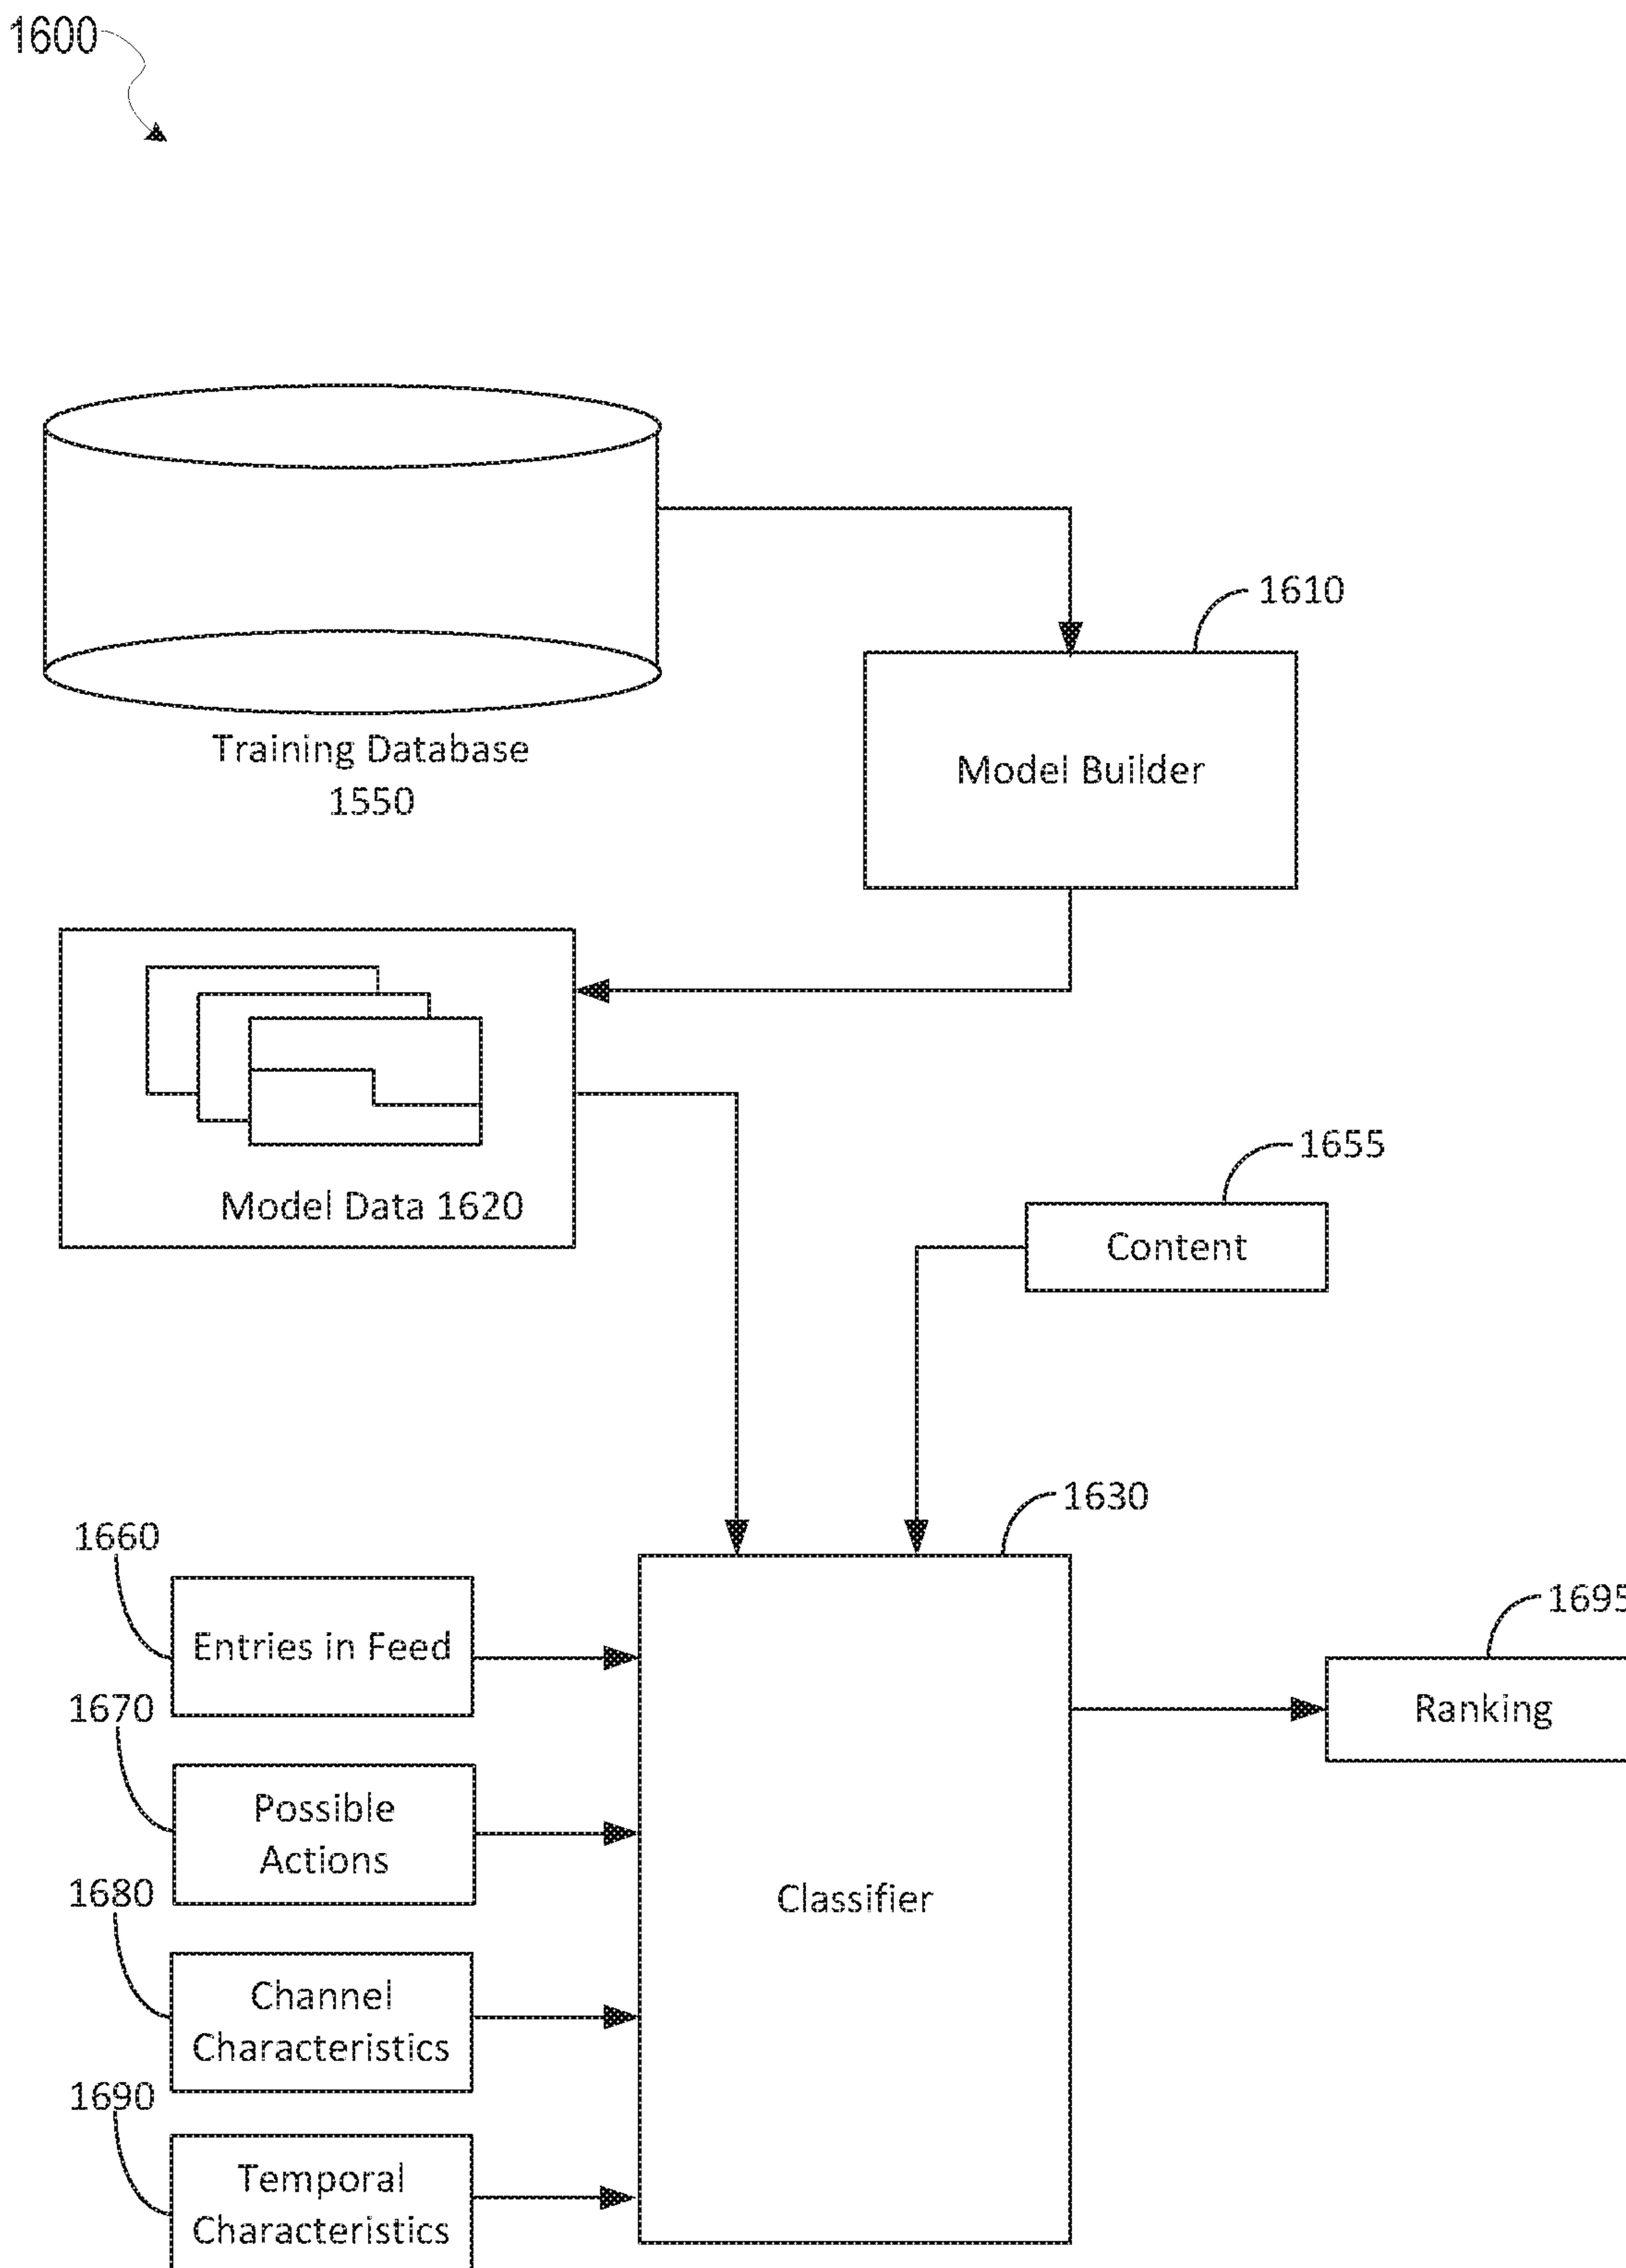 1600
1610
Training Database
1550
Model Builder
Model Data 1620
1655
Content
1630
1660
Entries in Feed
1695
Ranking
1670
Possible
Actions
1680
Classifier
Channel
Characteristics
1690
Temporal
Characteristics